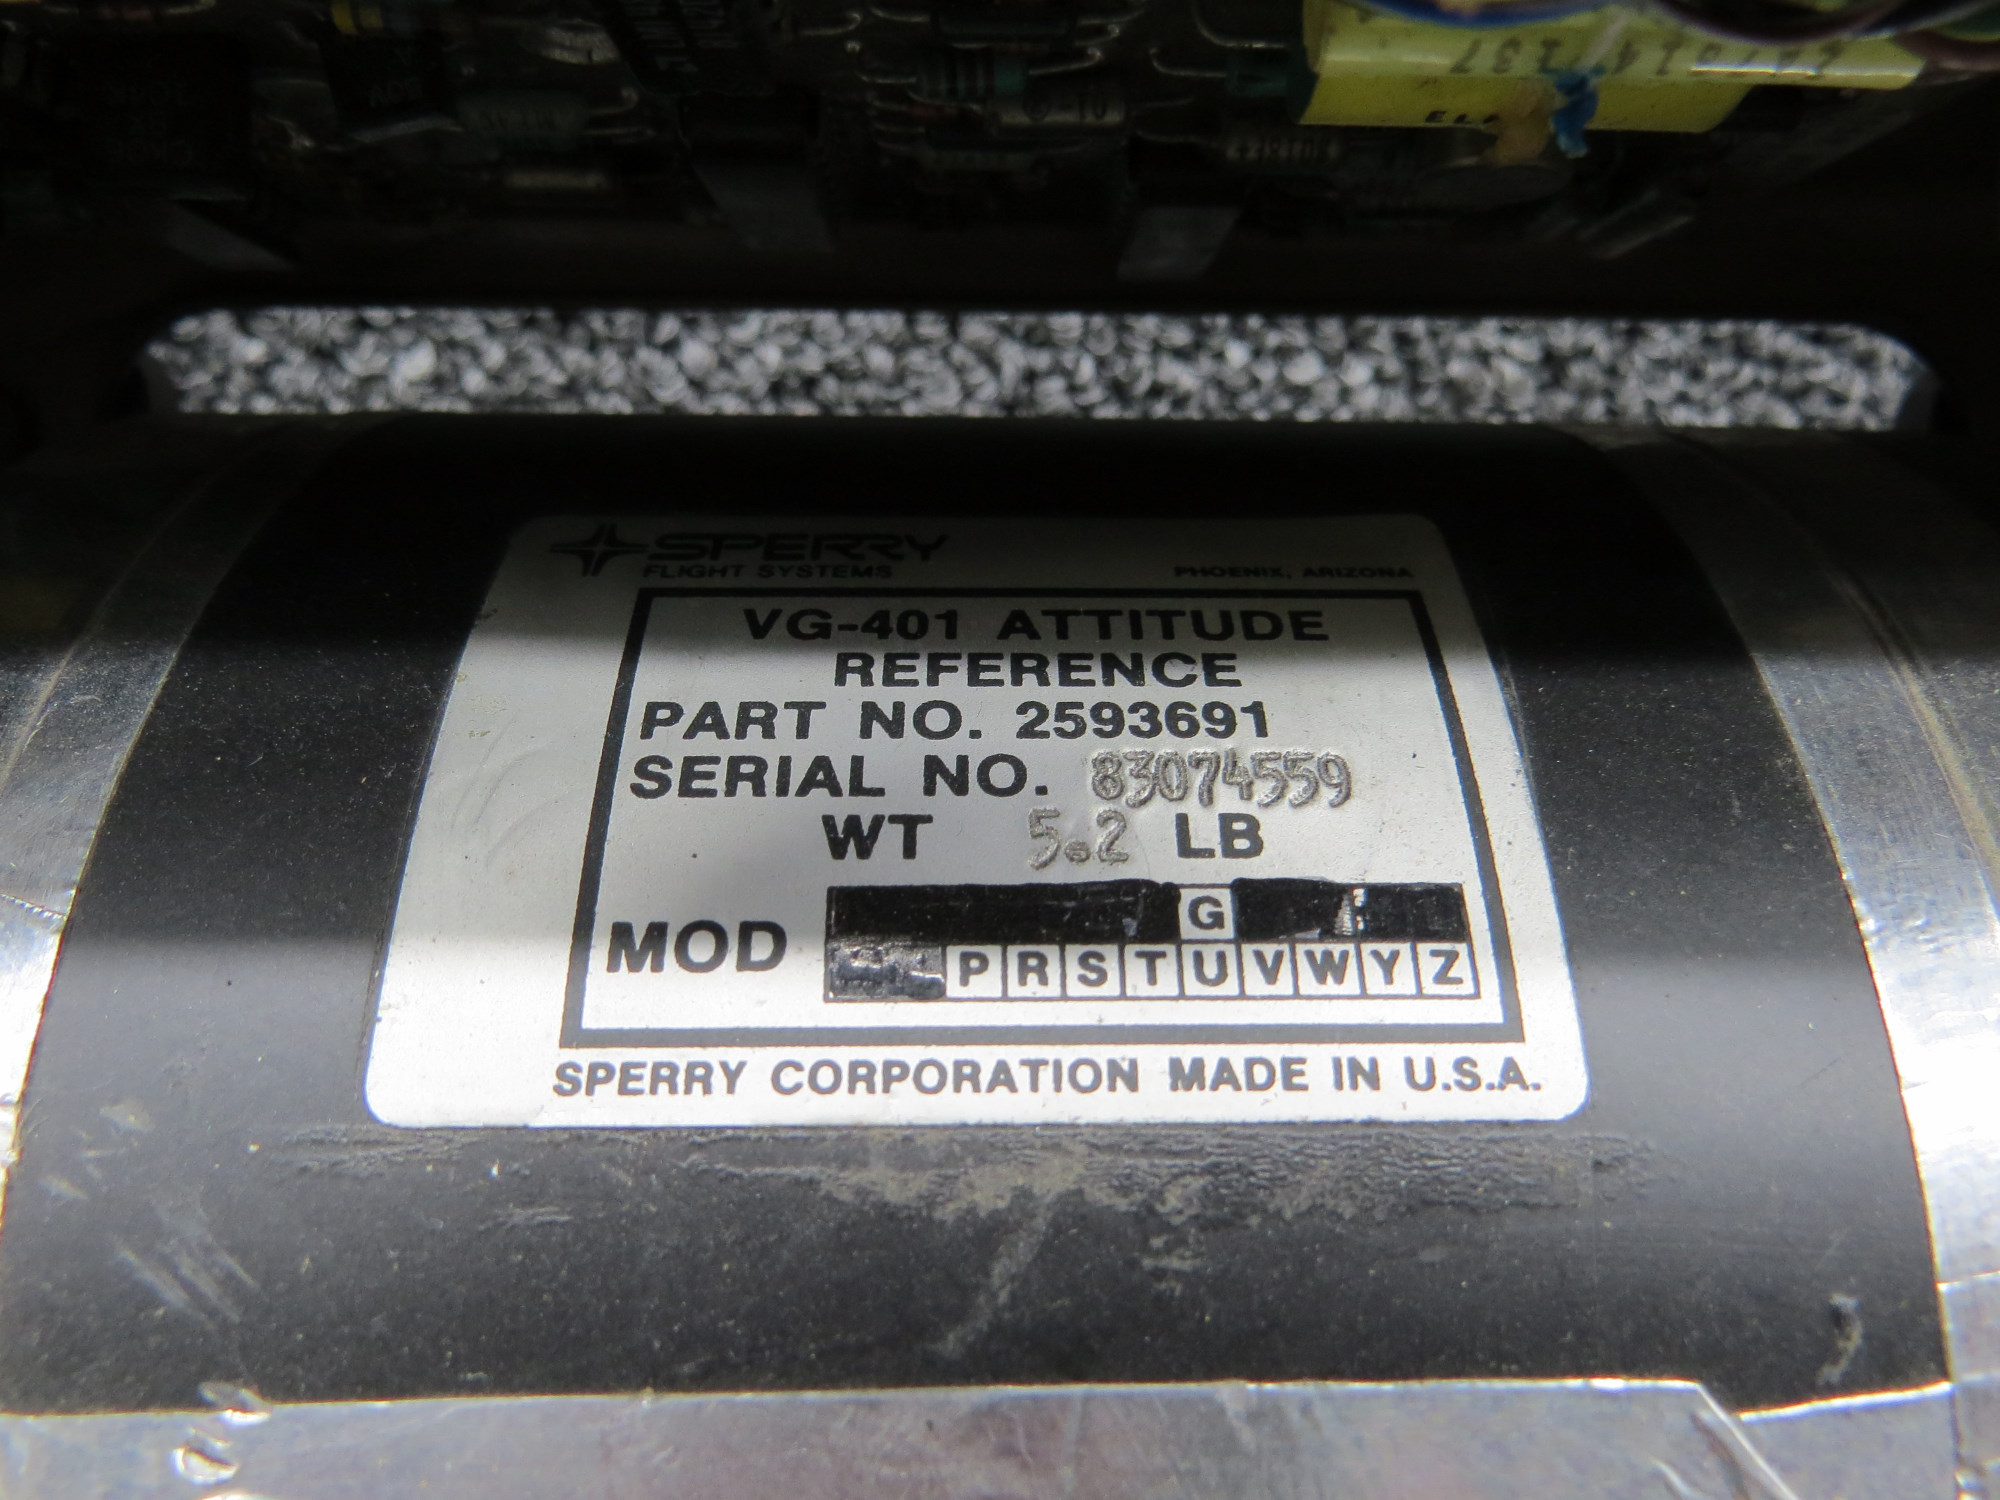 SPERRY
FLIGHT SYSTEMS PHOENIX, ARIZONA
VG-401 ATTITUDE
REFERENCE
PART NO. 2593691
SERIAL NO. 83074559
WT 5.2 LB
MOD G
P R S T U V W Y Z
SPERRY CORPORATION MADE IN U.S.A.